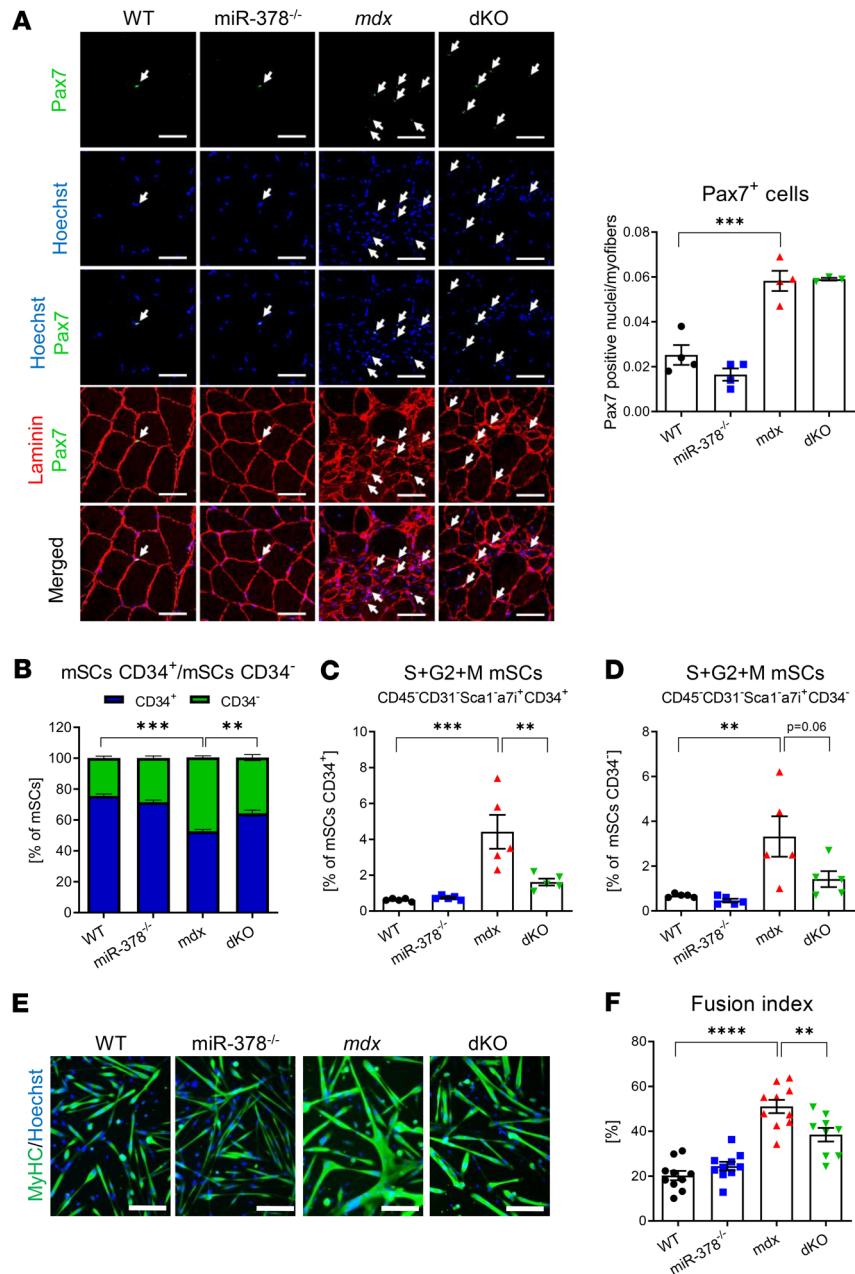 A
WT
miR-378-/-
mdx
dKO
Pax7
Hoechst
Hoechst
Pax7
Laminin
Pax7
Merged
Pax7+ cells
Pax7 positive nuclei/myofibers
0.08
0.06
0.04
0.02
0.00
***
WT
miR-378-/-
mdx
dKO
B
mSCs CD34+/mSCs CD34-
CD34+
CD34-
[% of mSCs]
120
100
80
60
40
20
0
***
**
WT
miR-378-/-
mdx
dKO
C
S+G2+M mSCs
CD45-CD31-Sca1-a7i+CD34+
[% of mSCs CD34+]
10
8
6
4
2
0
***
**
WT
miR-378-/-
mdx
dKO
D
S+G2+M mSCs
CD45-CD31-Sca1-a7i+CD34-
[% of mSCs CD34-]
8
6
4
2
0
**
p=0.06
WT
miR-378-/-
mdx
dKO
E
WT
miR-378-/-
mdx
dKO
MyHC/Hoechst
F
Fusion index
[%]
80
60
40
20
0
****
**
WT
miR-378-/-
mdx
dKO